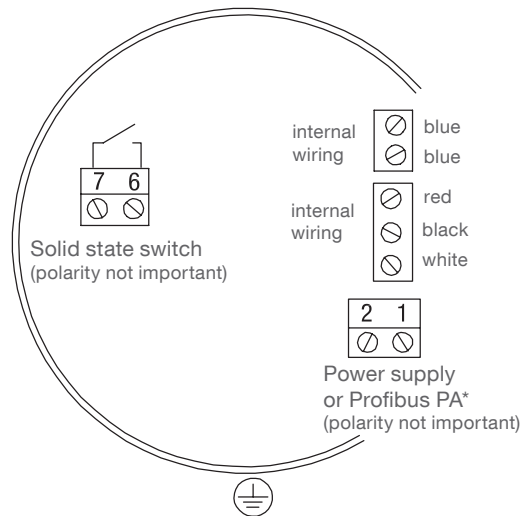 internal
wiring
blue
blue
7 6
Solid state switch
(polarity not important)
internal
wiring
red
black
white
2 1
Power supply
or Profibus PA*
(polarity not important)